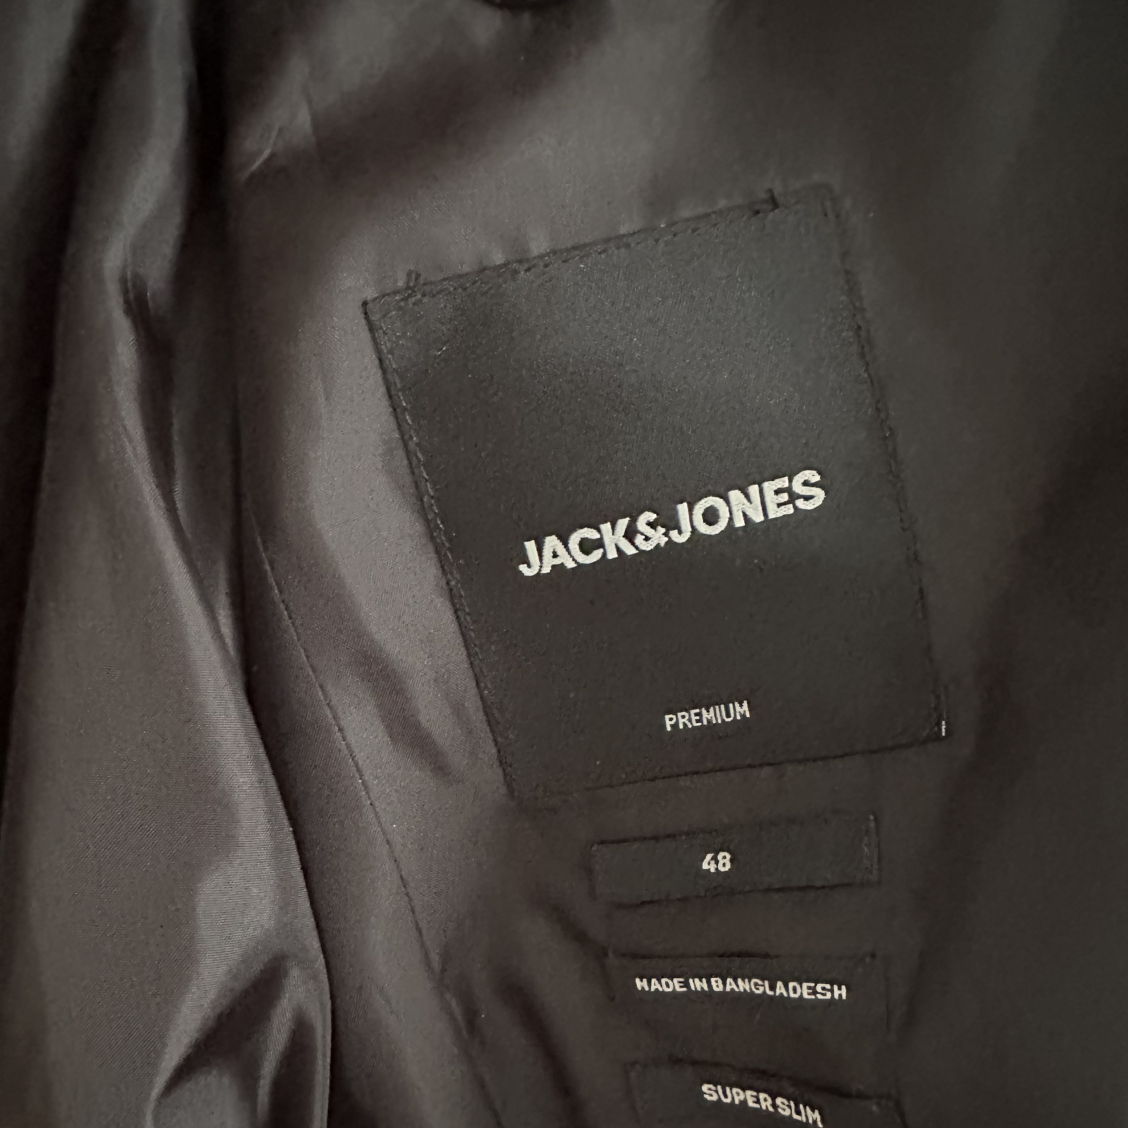 JACK&JONES
PREMIUM
48
MADE IN BANGLADESH
SUPER SLIM